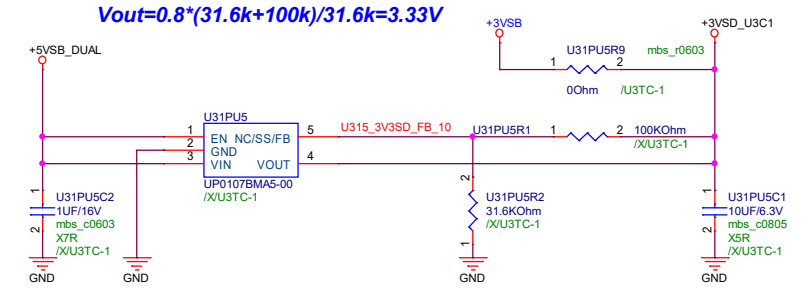 Vout=0.8*(31.6k+100k)/31.6k=3.33V
+3VSB
+3VSD_U3C1
+5VSB_DUAL
U31PU5R9
mbs_r0603
1
2
0Ohm
/U3TC-1
U31PU5
1
2
3
EN NC/SS/FB
GND
VIN VOUT
5
4
UP0107BMA5-00
/X/U3TC-1
U315_3V3SD_FB_10
U31PU5R1
1
2
100KOhm
/X/U3TC-1
1
2
U31PU5C2
1UF/16V
mbs_c0603
X7R
/X/U3TC-1
2
1
U31PU5R2
31.6KOhm
/X/U3TC-1
1
2
U31PU5C1
10UF/6.3V
mbs_c0805
X5R
/X/U3TC-1
GND
GND
GND
GND